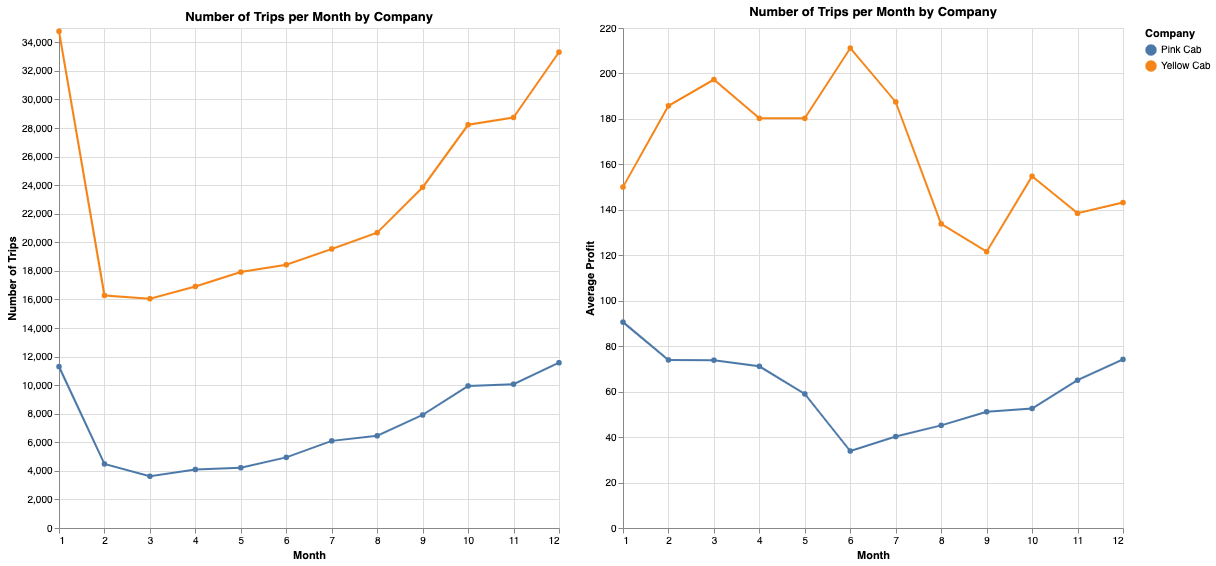 Number of Trips per Month by Company
34,000
32,000
30,000
28,000
26,000
24,000
22,000
20,000
18,000
16,000
14,000
12,000
10,000
8,000
6,000
4,000
2,000
0
Number of Trips
1 2 3 4 5 6 7 8 9 10 11 12
Month
Number of Trips per Month by Company
220
200
180
160
140
120
100
80
60
40
20
0
Average Profit
1 2 3 4 5 6 7 8 9 10 11 12
Month
Company
Pink Cab
Yellow Cab